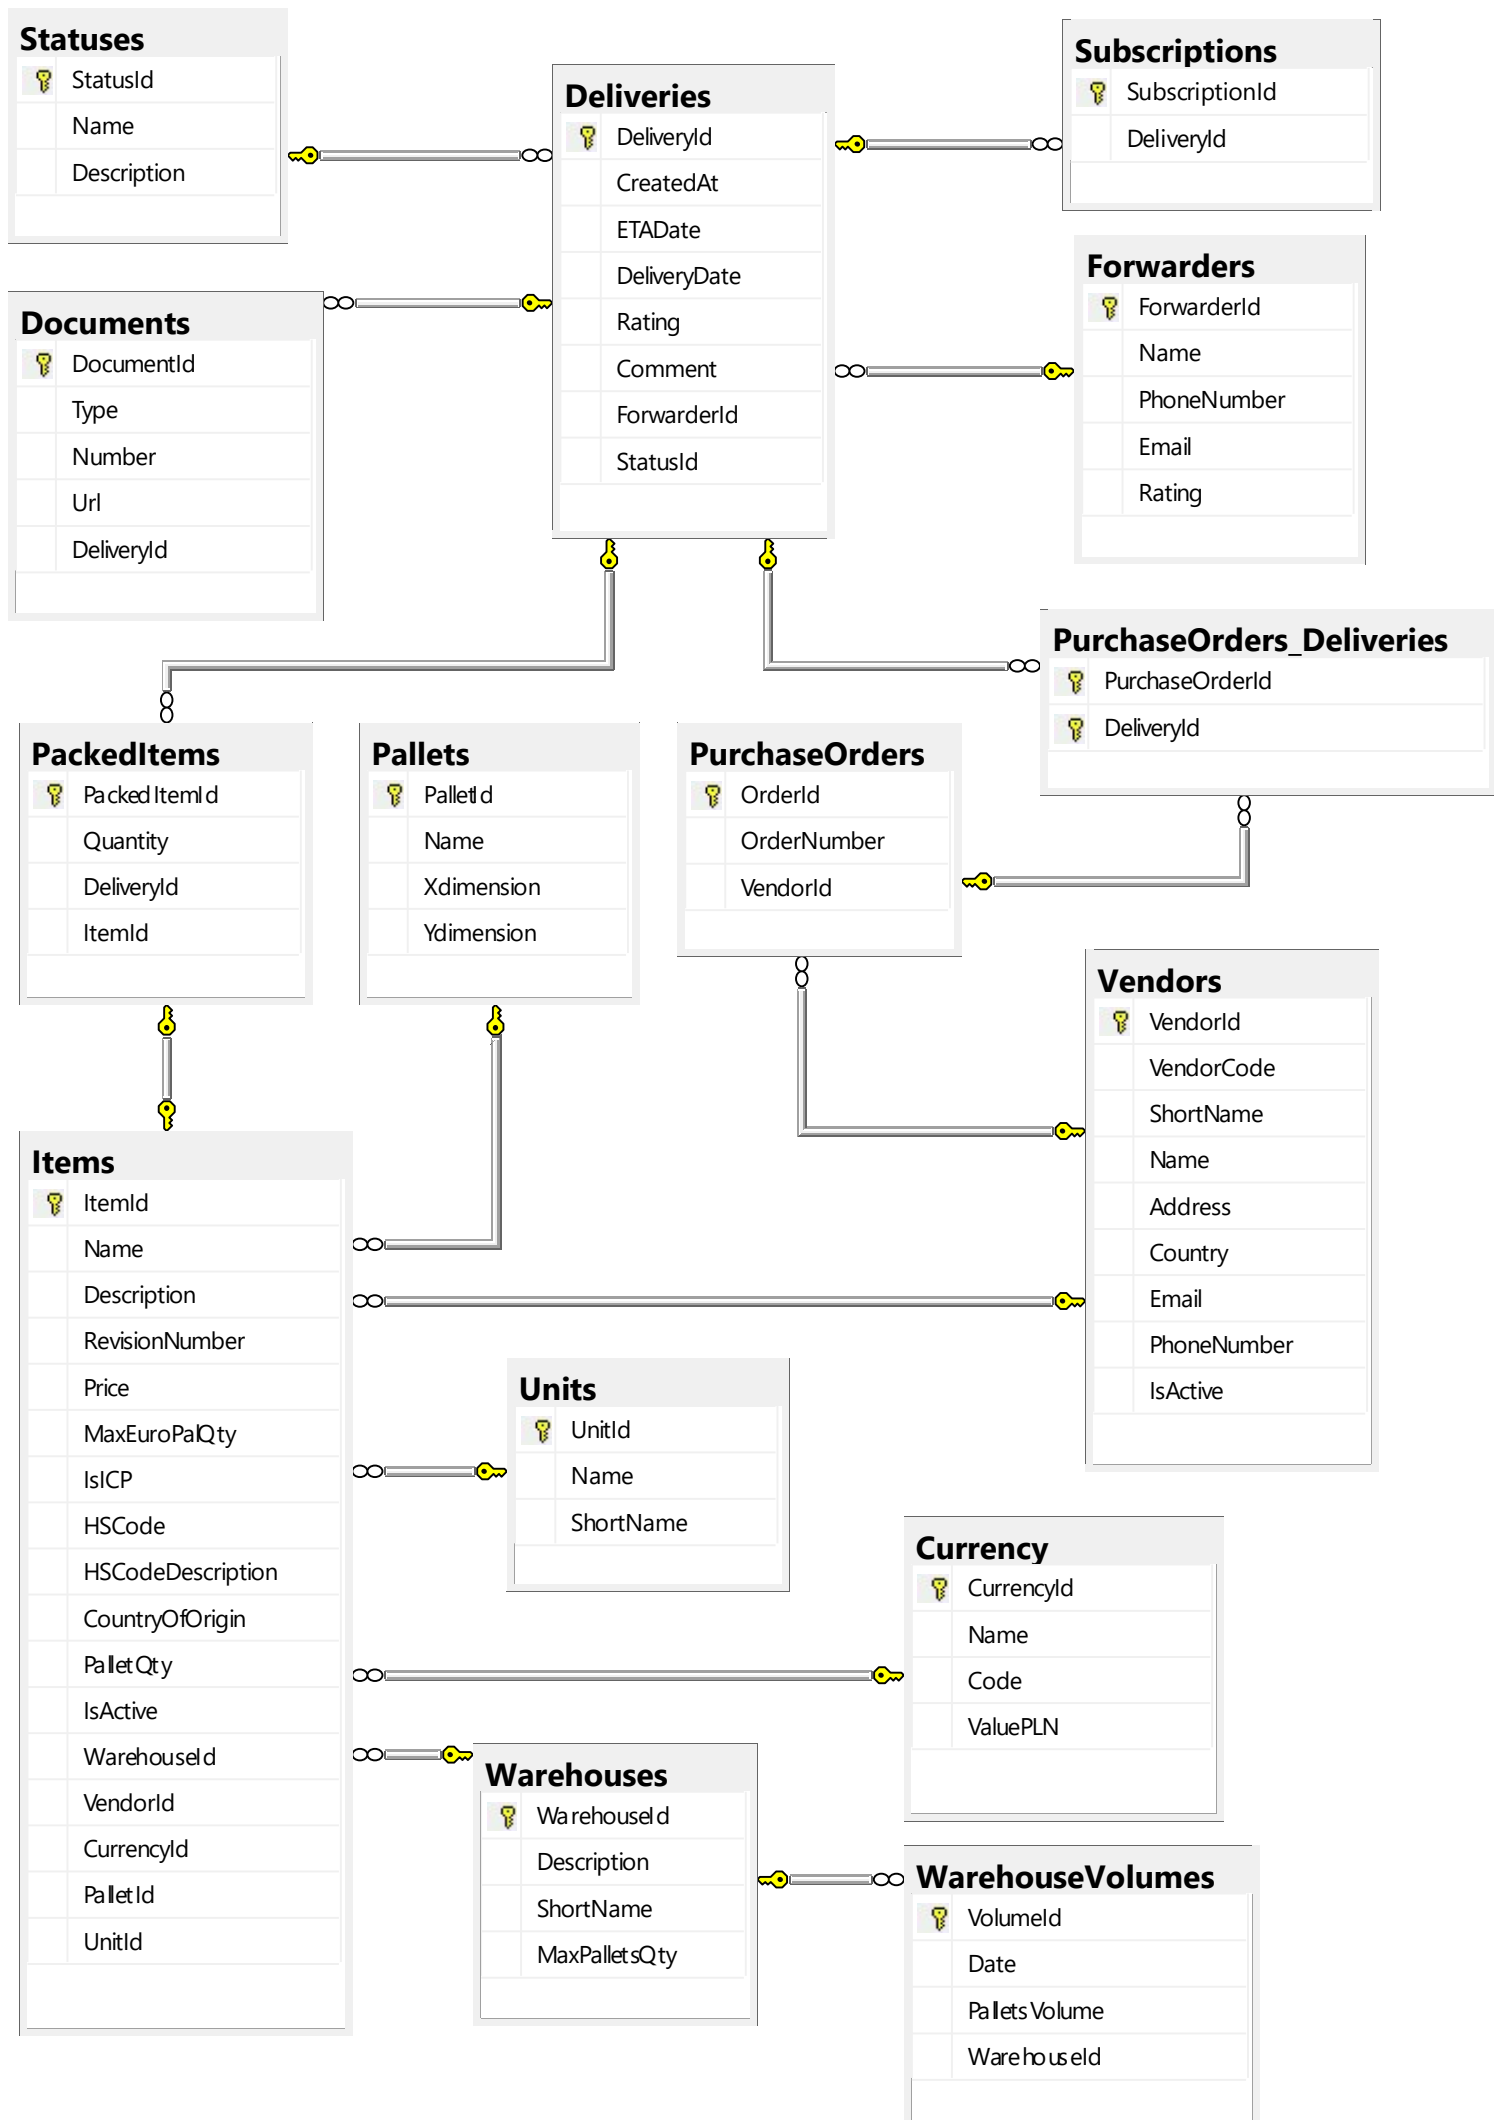 Statuses
StatusId
Name
Description
Deliveries
DeliveryId
CreatedAt
ETADate
DeliveryDate
Rating
Comment
ForwarderId
StatusId
Subscriptions
SubscriptionId
DeliveryId
Documents
DocumentId
Type
Number
Url
DeliveryId
Forwarders
ForwarderId
Name
PhoneNumber
Email
Rating
PurchaseOrders_Deliveries
PurchaseOrderId
DeliveryId
PackedItems
PackedItemId
Quantity
DeliveryId
ItemId
Pallets
PalletId
Name
Xdimension
Ydimension
PurchaseOrders
OrderId
OrderNumber
VendorId
Vendors
VendorId
VendorCode
ShortName
Name
Address
Country
Email
PhoneNumber
IsActive
Items
ItemId
Name
Description
RevisionNumber
Price
MaxEuroPalQty
IsICP
HSCode
HSCodeDescription
CountryOfOrigin
PalletQty
IsActive
WarehouseId
VendorId
CurrencyId
PalletId
UnitId
Units
UnitId
Name
ShortName
Currency
CurrencyId
Name
Code
ValuePLN
Warehouses
WarehouseId
Description
ShortName
MaxPalletsQty
WarehouseVolumes
VolumeId
Date
PalletsVolume
WarehouseId